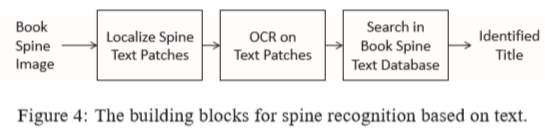 Book
Spine
Image
Localize Spine
Text Patches
OCR on
Text Patches
Search in
Book Spine
Text Database
Identified
Title
Figure 4: The building blocks for spine recognition based on text.